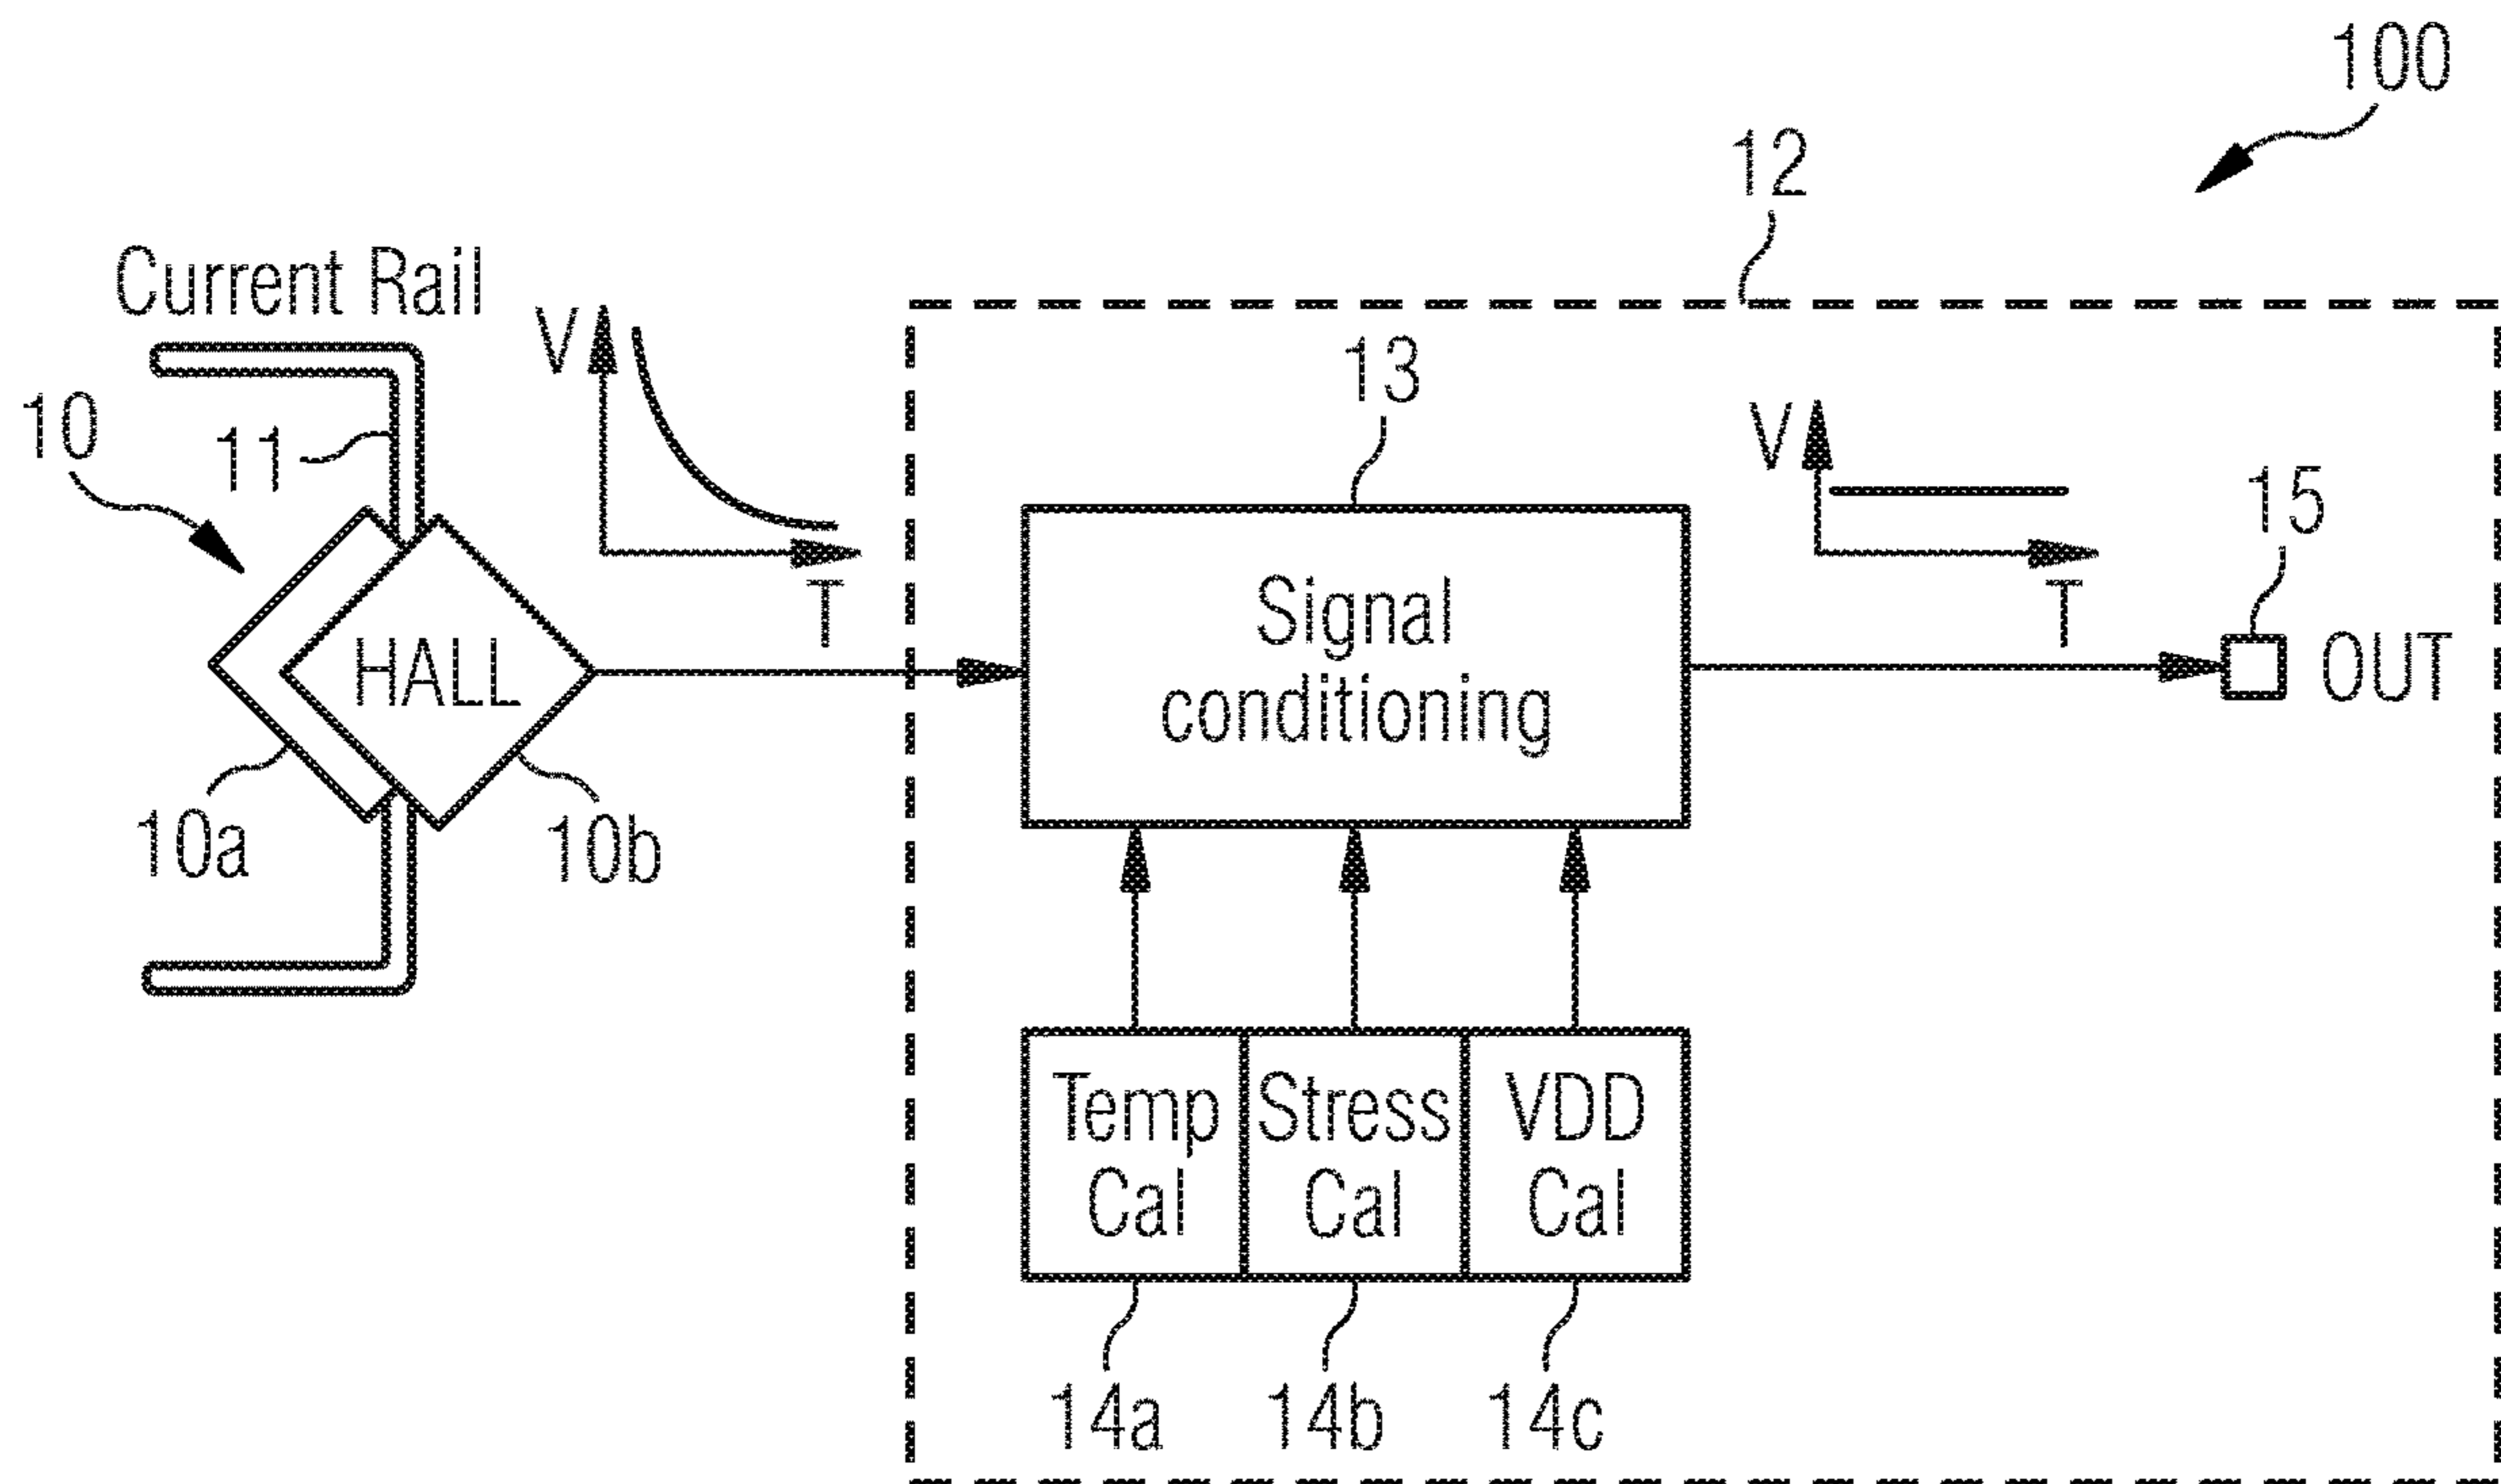 100
12
Current Rail
V
13
10
11
V
15
T
Signal
conditioning
T
HALL
OUT
10a
10b
Temp
Cal
Stress
Cal
VDD
Cal
14a
14b
14c